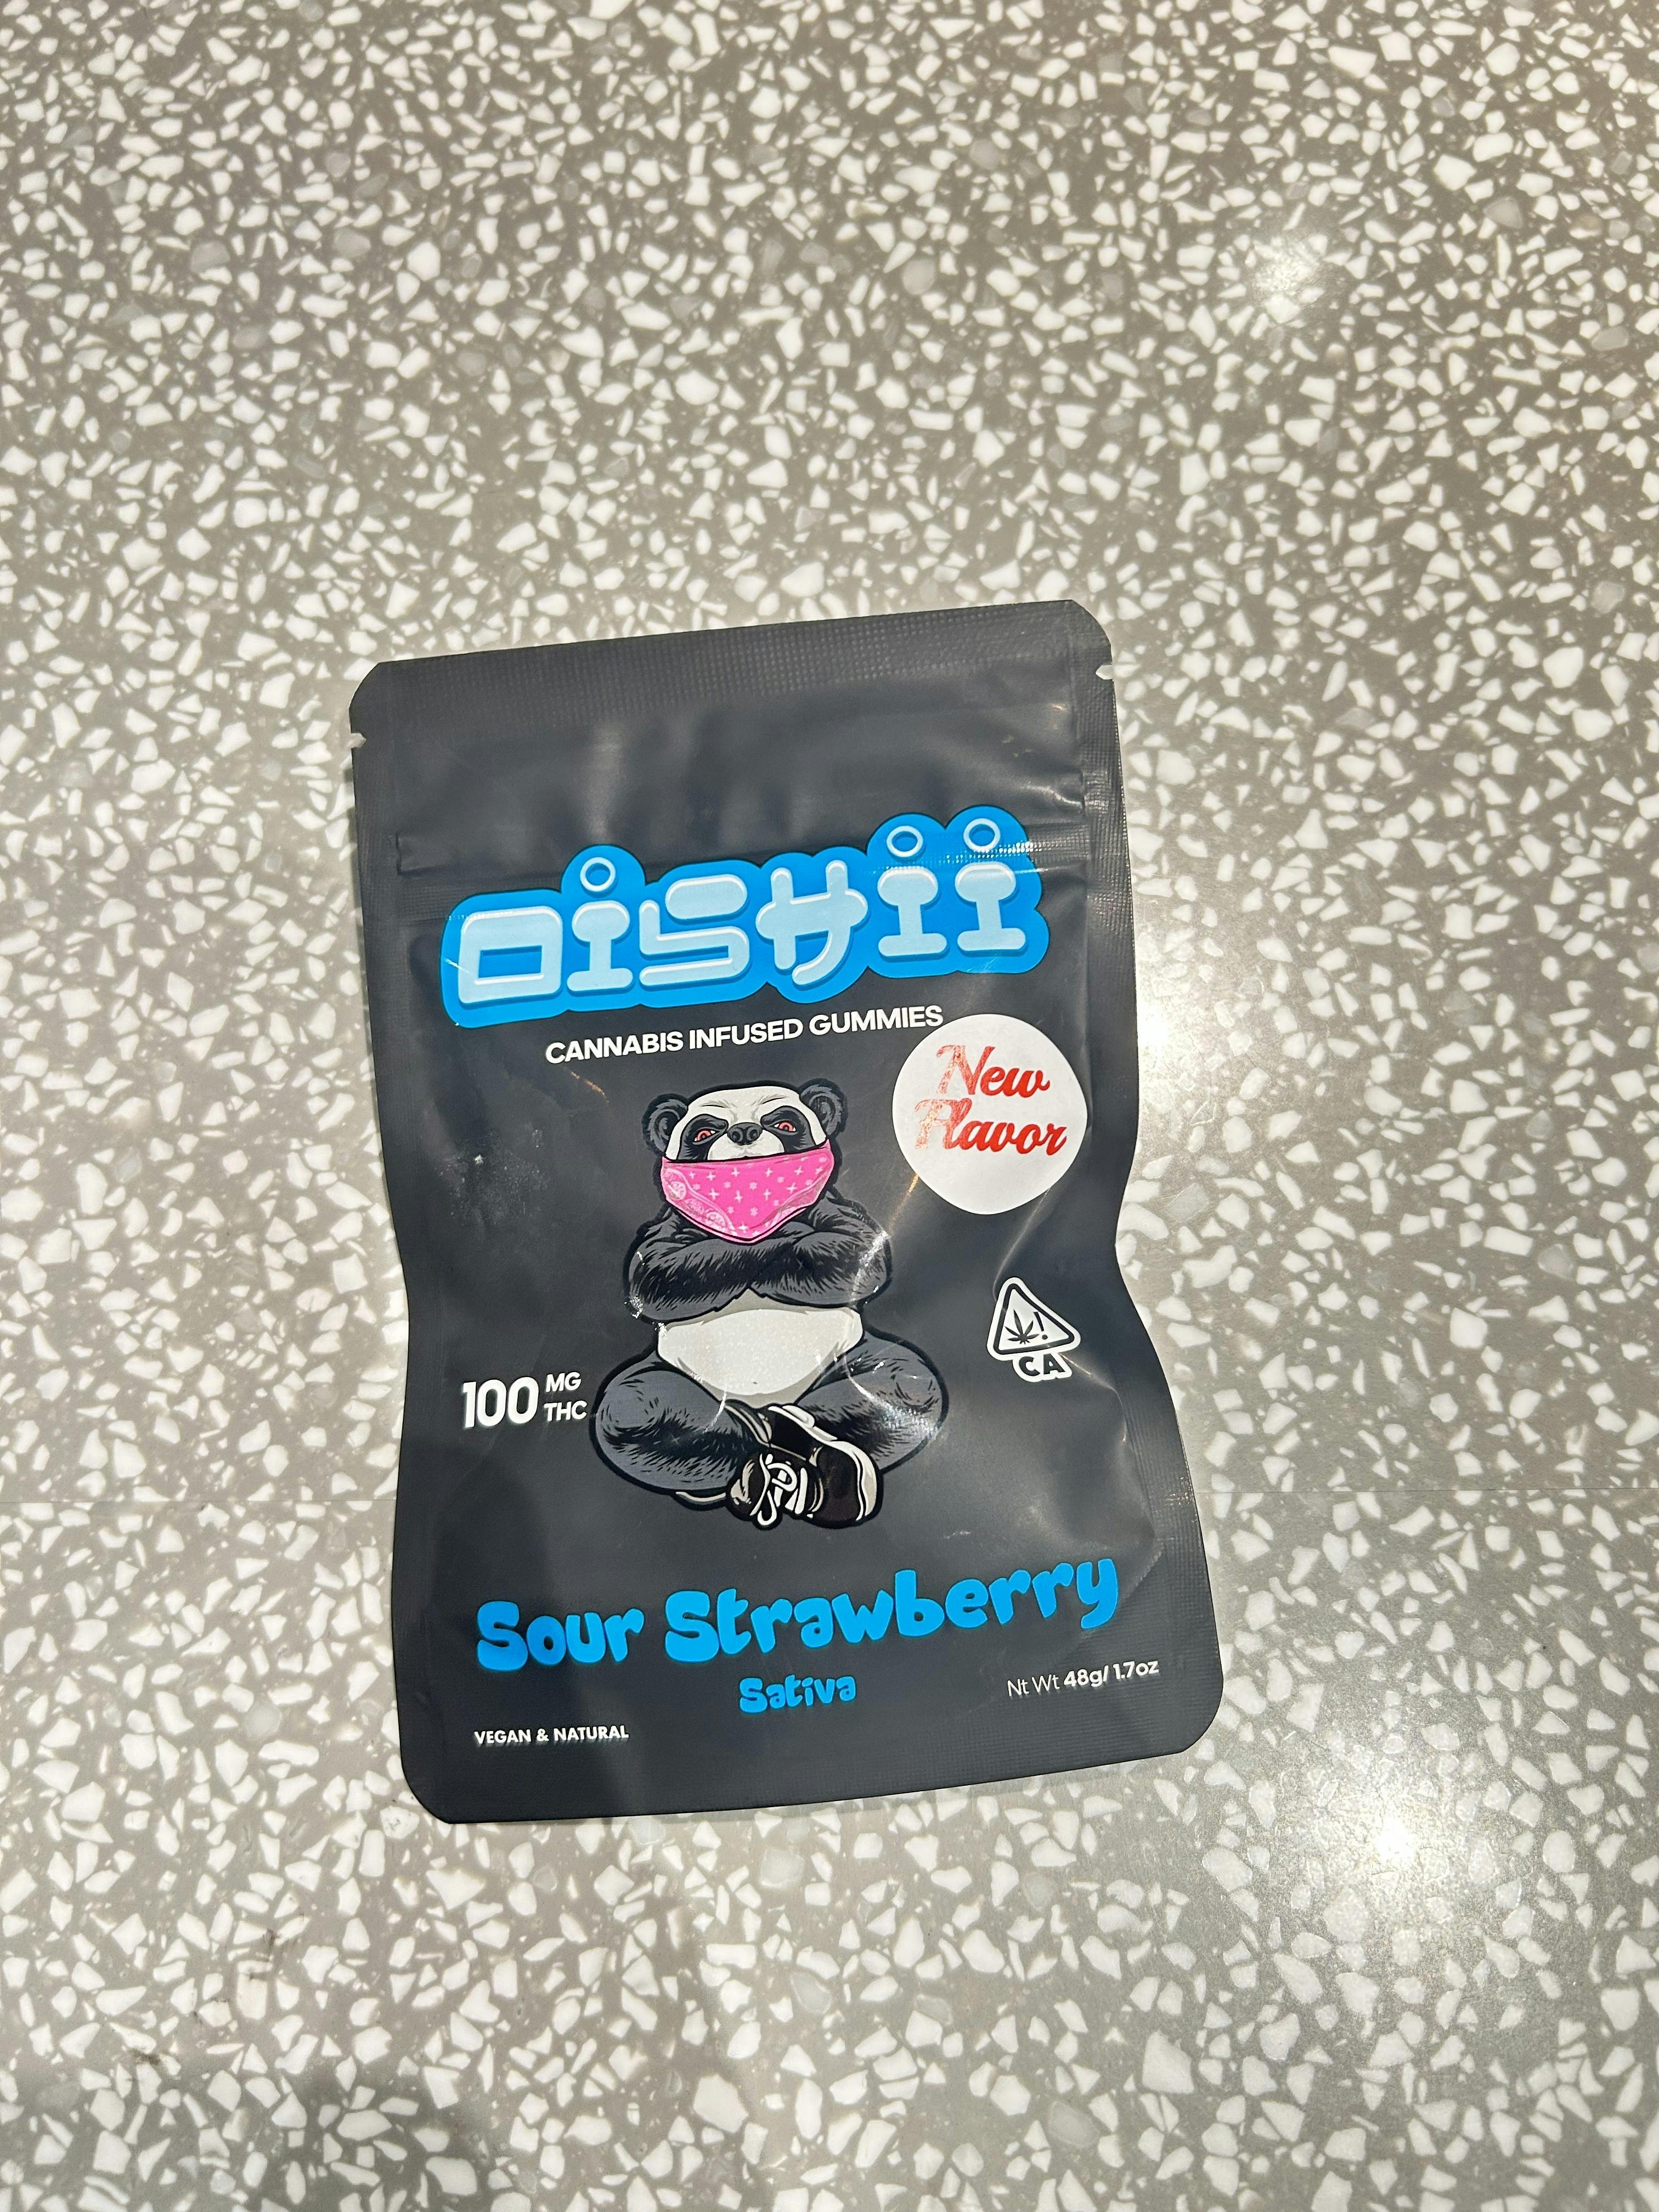 oishii
CANNABIS INFUSED GUMMIES
New
Flavor
CA
100 MG
THC
Sour Strawberry
Sativa
Nt Wt 48g/ 1.7oz
VEGAN & NATURAL